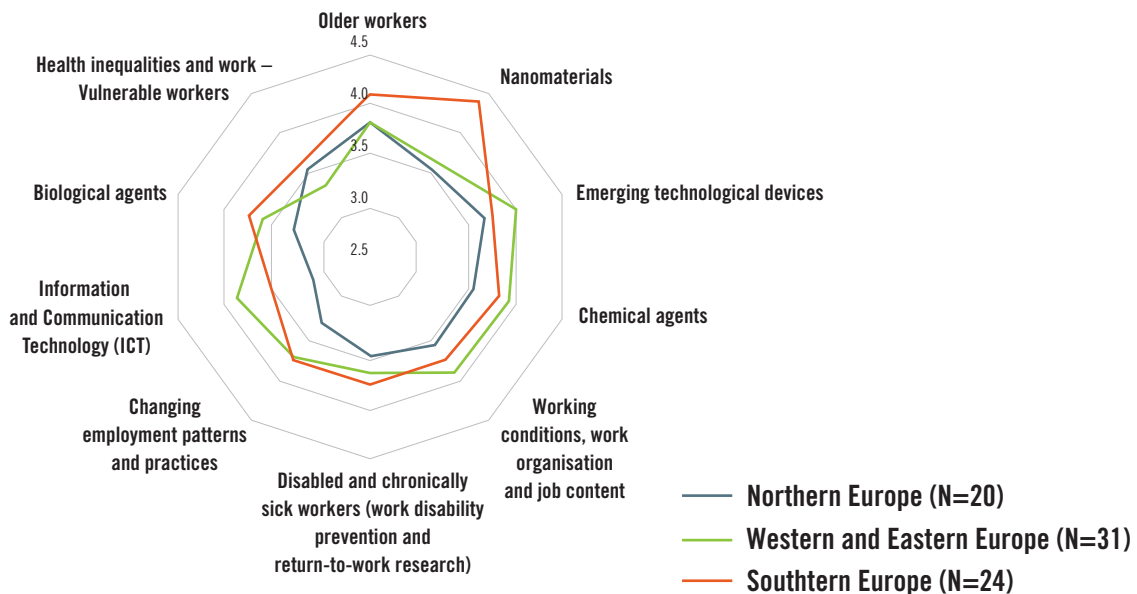 Older workers
4.5
Health inequalities and work –
Vulnerable workers
Nanomaterials
4.0
3.5
Biological agents
Emerging technological devices
3.0
2.5
Information
and Communication
Technology (ICT)
Chemical agents
Changing
employment patterns
and practices
Working
conditions, work
organisation
and job content
Disabled and chronically
sick workers (work disability
prevention and
return-to-work research)
Northern Europe (N=20)
Western and Eastern Europe (N=31)
Southtern Europe (N=24)